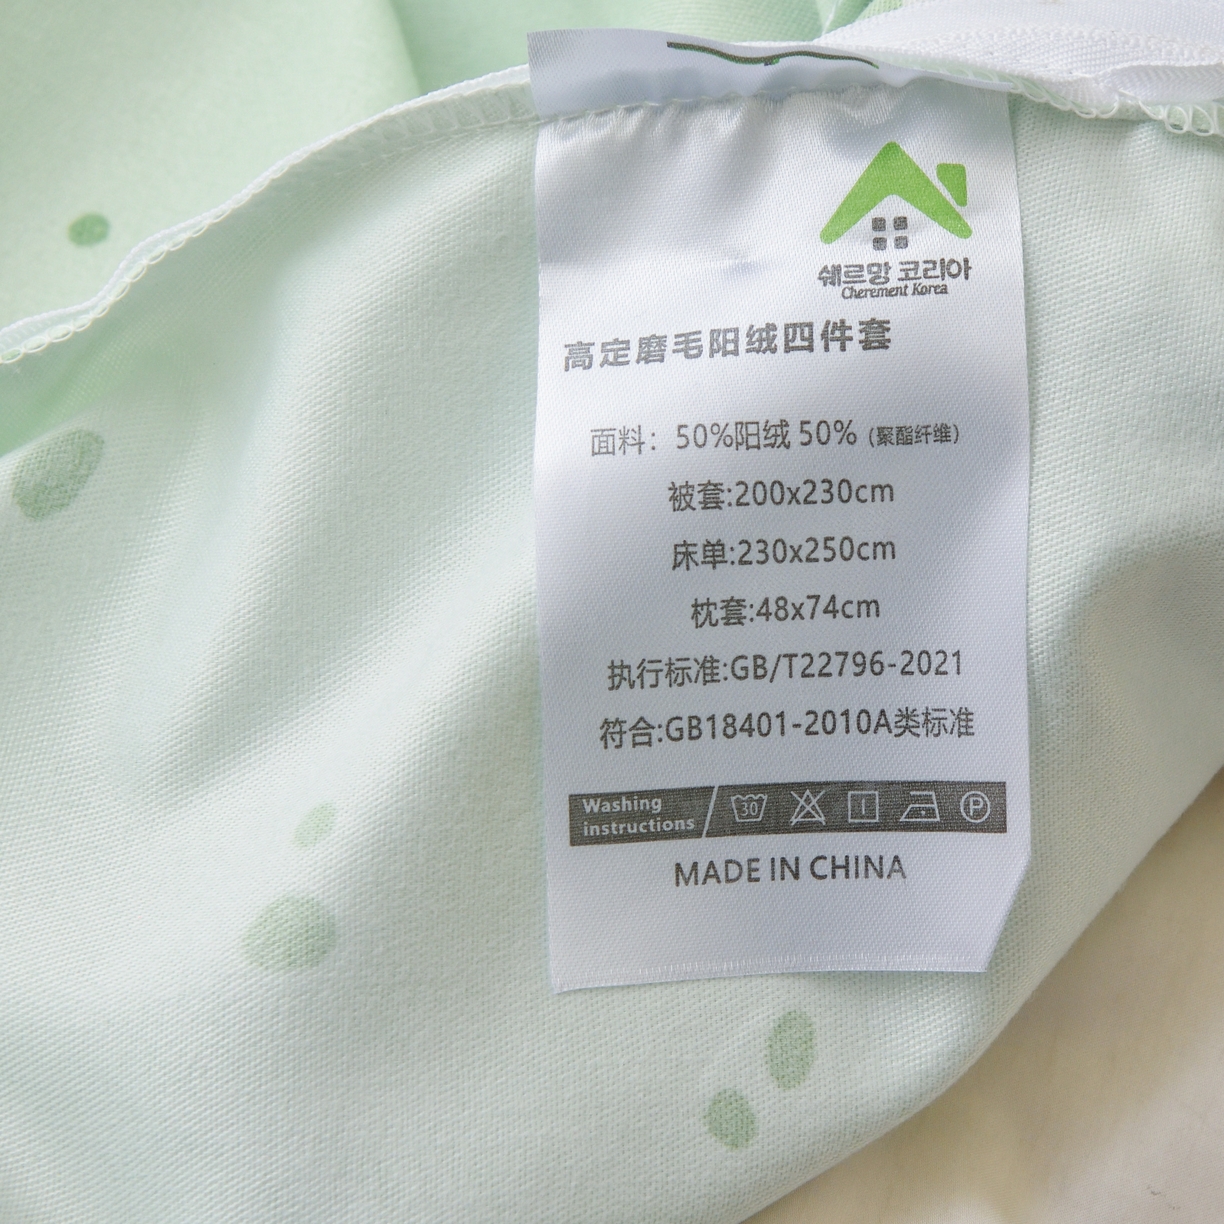 쉐르망 코리아
Cherement Korea
高定磨毛阳绒四件套
面料：50%阳绒 50%（聚酯纤维）
被套:200x230cm
床单:230x250cm
枕套:48x74cm
执行标准:GB/T22796-2021
符合:GB18401-2010A类标准
Washing
instructions
30
P
MADE IN CHINA